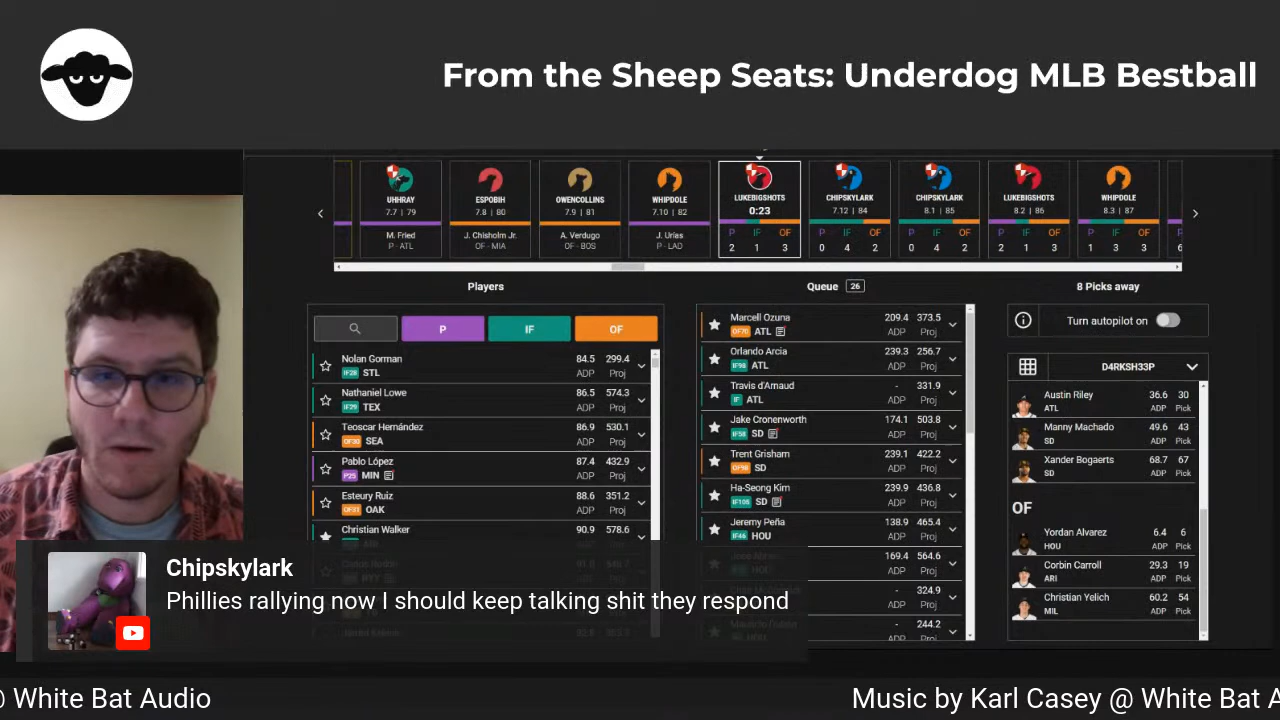 From the Sheep Seats: Underdog MLB Bestball
UHHRAY
7.7 | 79
M. Fried
P · ATL
ESPOBIH
7.8 | 80
J. Chisholm Jr.
OF · MIA
OWENCOLLINS
7.9 | 81
A. Verdugo
OF · BOS
WHIPDOLE
7.10 | 82
J. Urías
P · LAD
LUKEBIGSHOTS
0:23
P IF OF
2 1 3
CHIPSKYLARK
7.12 | 84
P IF OF
0 4 2
CHIPSKYLARK
8.1 | 85
P IF OF
0 4 2
LUKEBIGSHOTS
8.2 | 86
P IF OF
2 1 3
WHIPDOLE
8.3 | 87
P IF OF
1 3 3
Players
P IF OF
Nolan Gorman 84.5 299.4
IF28 STL ADP Proj
Nathaniel Lowe 86.5 574.3
IF29 TEX ADP Proj
Teoscar Hernández 86.9 530.1
OF30 SEA ADP Proj
Pablo López 87.4 432.9
P25 MIN ADP Proj
Esteury Ruiz 88.6 351.2
OF31 OAK ADP Proj
Christian Walker 90.9 578.6
Queue 26
Marcell Ozuna 209.4 373.5
OF70 ATL ADP Proj
Orlando Arcia 239.3 256.7
IF98 ATL ADP Proj
Travis d'Arnaud - 331.9
IF ATL ADP Proj
Jake Cronenworth 174.1 503.8
IF58 SD ADP Proj
Trent Grisham 239.1 422.2
OF98 SD ADP Proj
Ha-Seong Kim 239.9 436.8
IF105 SD ADP Proj
Jeremy Peña 138.9 465.4
IF46 HOU ADP Proj
169.4 564.6
ADP Proj
- 324.9
ADP Proj
- 244.2
ADP Proj
8 Picks away
Turn autopilot on
D4RKSH33P
Austin Riley 36.6 30
ATL ADP Pick
Manny Machado 49.6 43
SD ADP Pick
Xander Bogaerts 68.7 67
SD ADP Pick
OF
Yordan Alvarez 6.4 6
HOU ADP Pick
Corbin Carroll 29.3 19
ARI ADP Pick
Christian Yelich 60.2 54
MIL ADP Pick
Chipskylark
Phillies rallying now I should keep talking shit they respond
@ White Bat Audio
Music by Karl Casey @ White Bat A